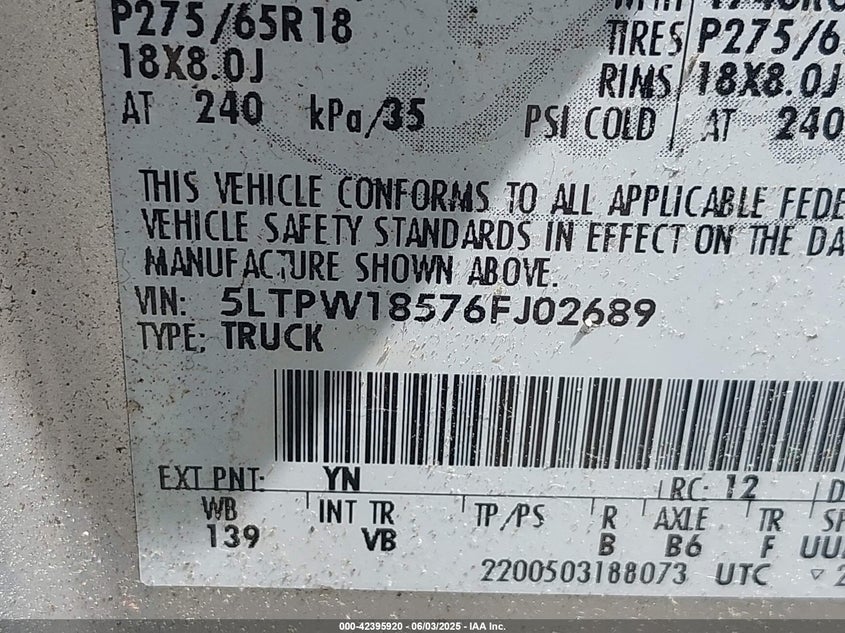 P275/65R18
18X8.0J
TIRES P275/6
RIMS 18X8.0J
AT 240 kPa/35 PSI COLD AT 240
THIS VEHICLE CONFORMS TO ALL APPLICABLE FEDE
VEHICLE SAFETY STANDARDS IN EFFECT ON THE DA
MANUFACTURE SHOWN ABOVE.
VIN: 5LTPW18576FJ02689
TYPE: TRUCK
EXT PNT: YN RC: 12 D
WB INT TR TP/PS R AXLE TR SP
139 VB B B6 F UUU
2200503188073 UTC
000-42395920 - 06/03/2025 - IAA Inc.